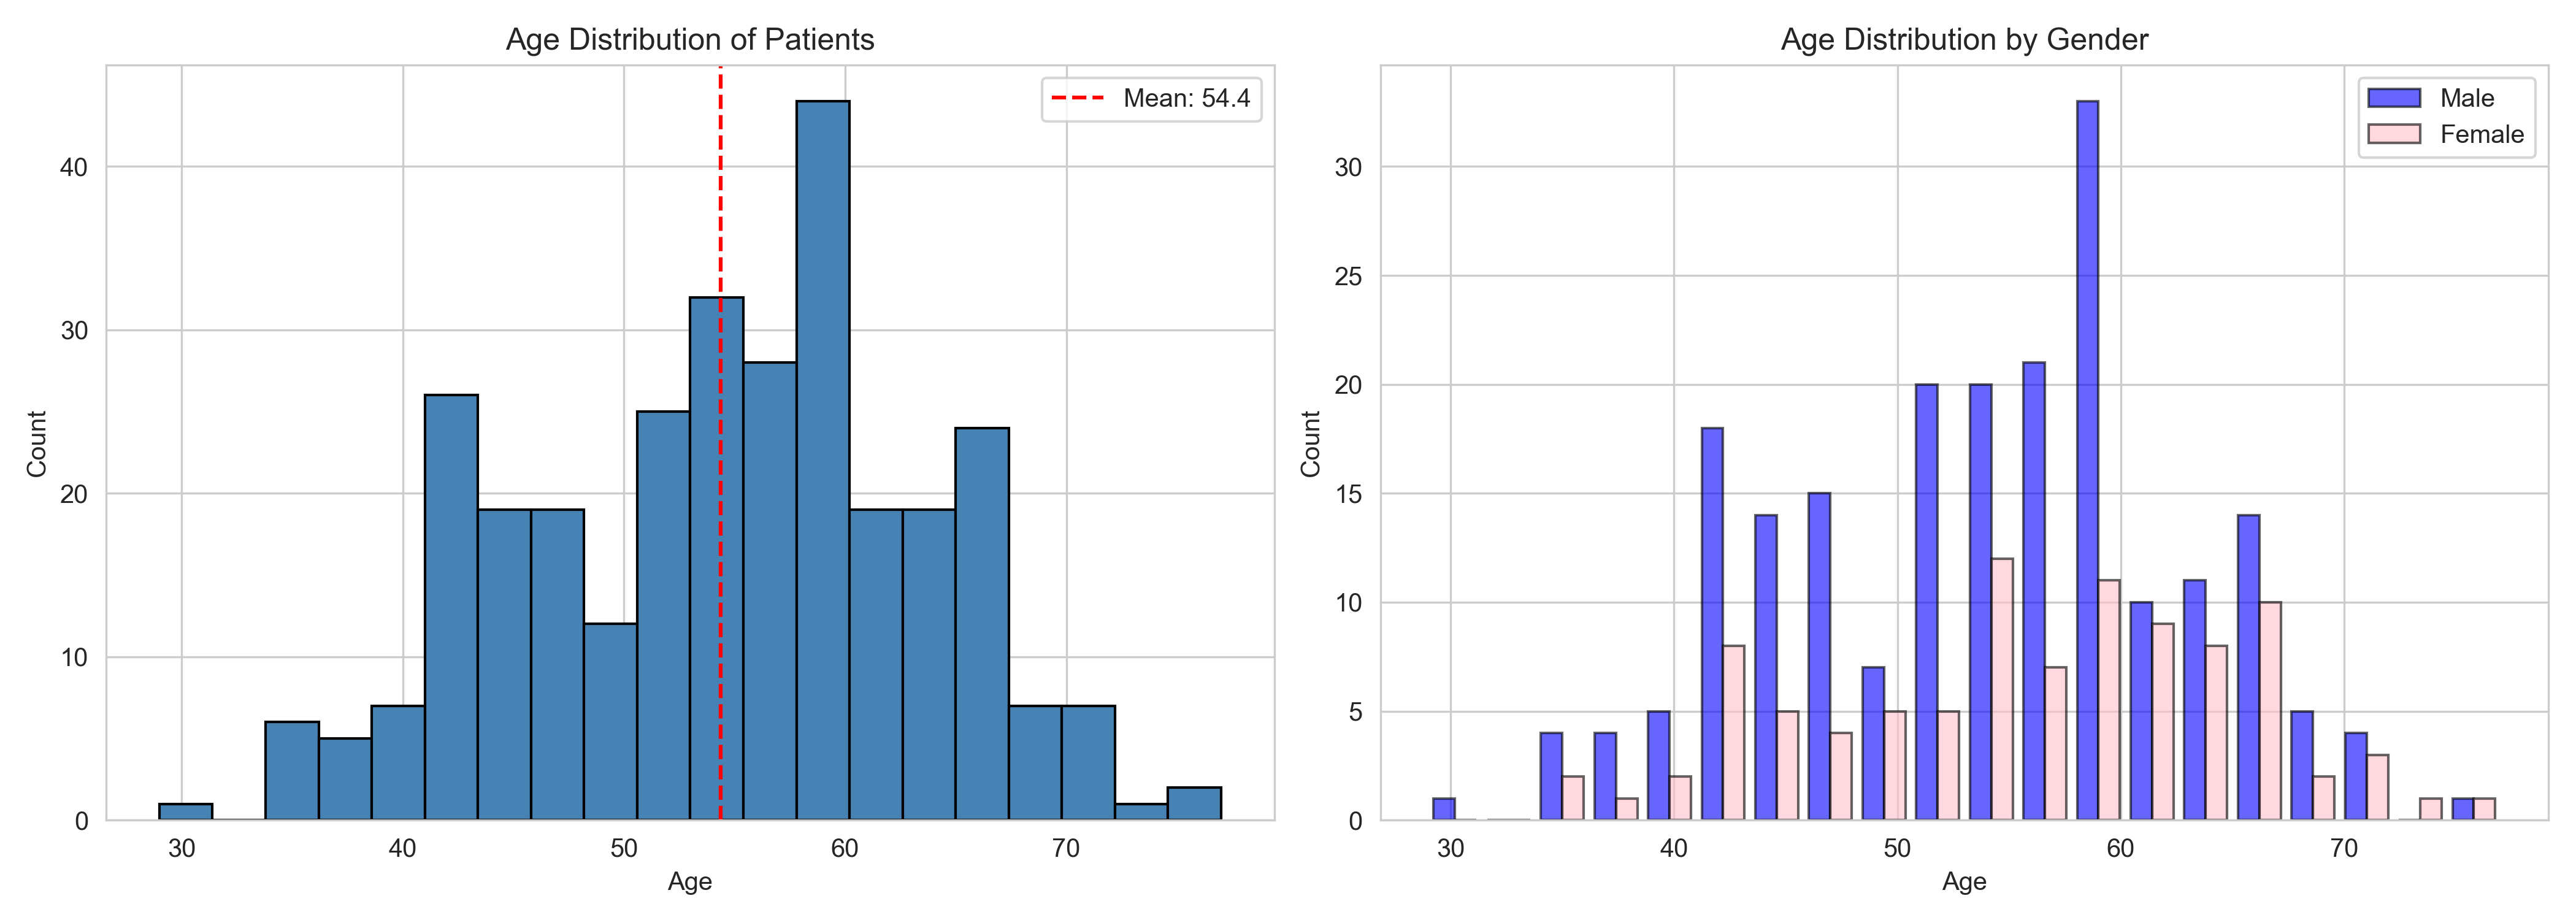 Age Distribution of Patients
Mean: 54.4
Count
40
30
20
10
0
30 40 50 60 70
Age
Age Distribution by Gender
Male
Female
Count
30
25
20
15
10
5
0
30 40 50 60 70
Age